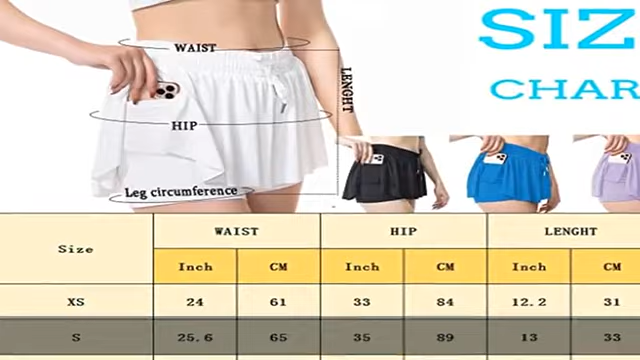 SIZ
CHAR
WAIST
LENGHT
HIP
Leg circumference
Size WAIST HIP LENGHT
Inch CM Inch CM Inch CM
XS 24 61 33 84 12.2 31
S 25.6 65 35 89 13 33